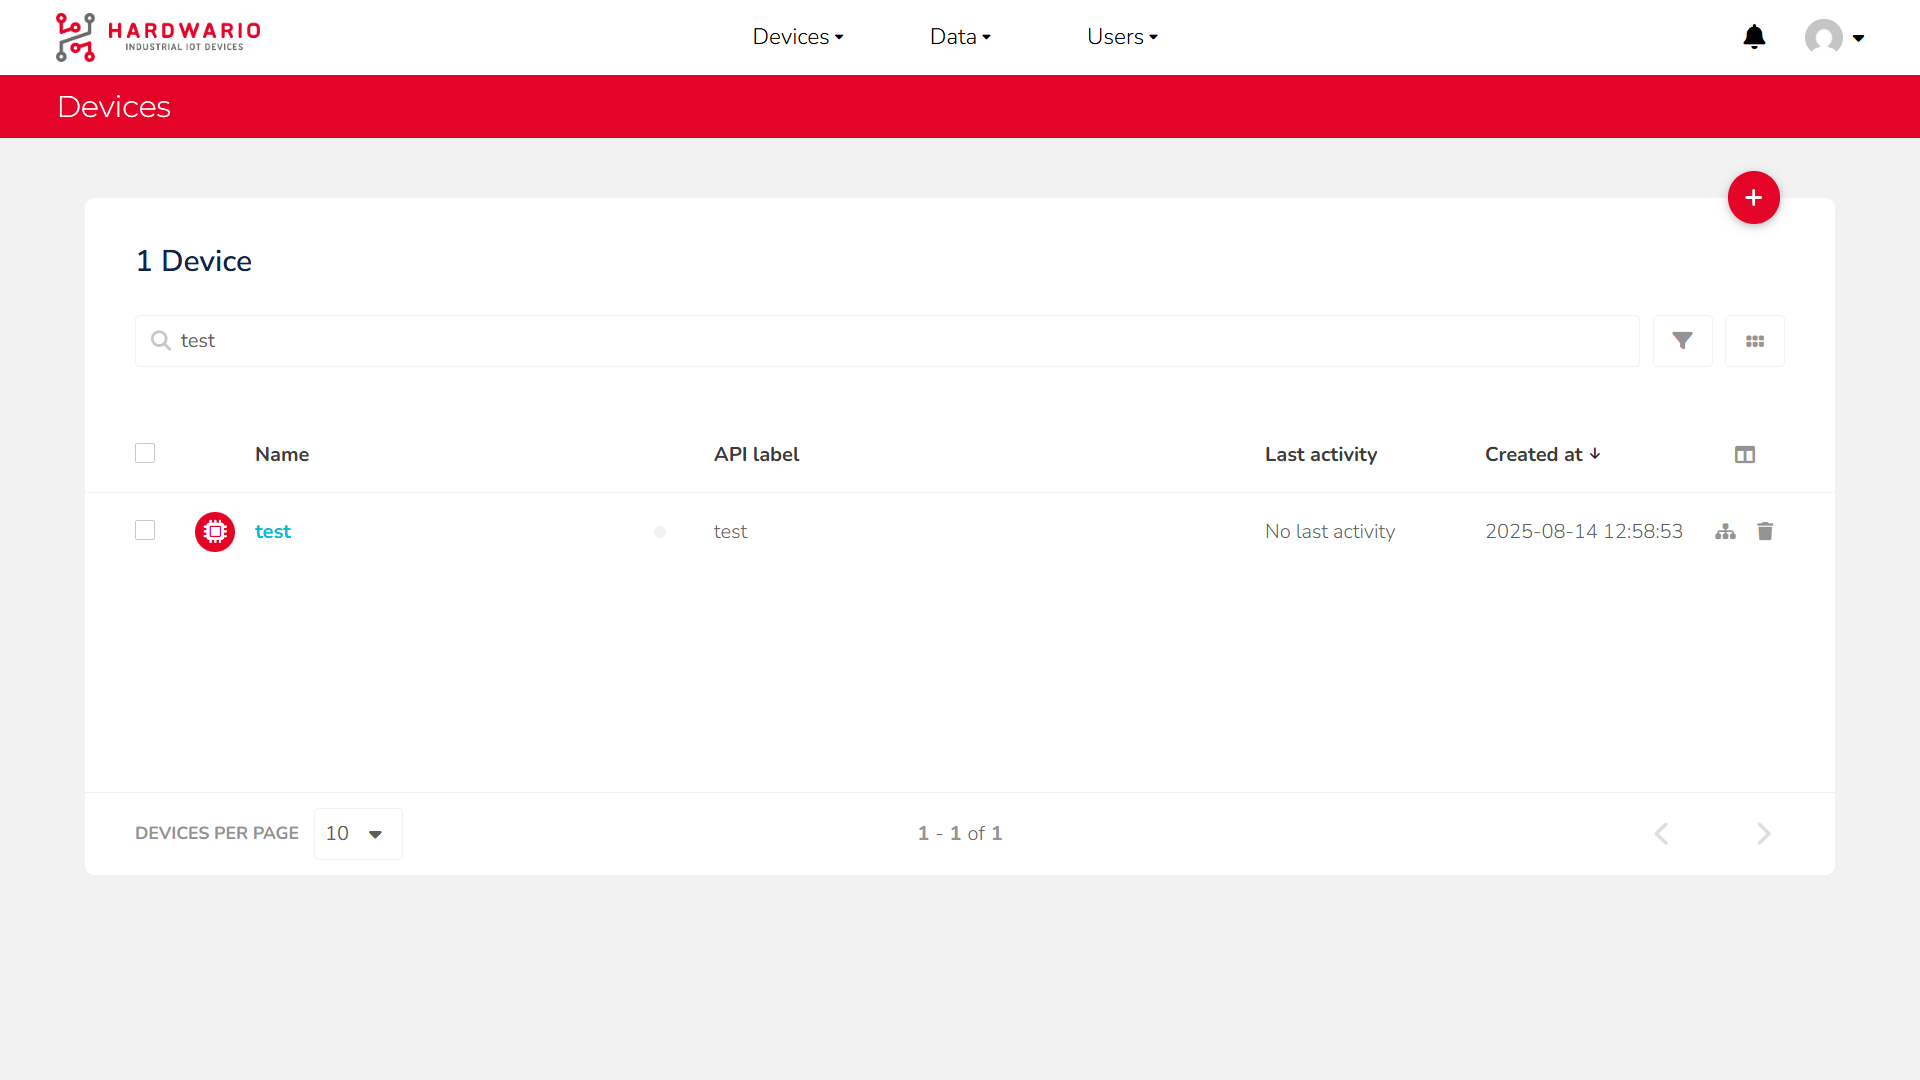 HARDWARIO
INDUSTRIAL IOT DEVICES
Devices
Data
Users
Devices
1 Device
test
Name
API label
Last activity
Created at
test
test
No last activity
2025-08-14 12:58:53
DEVICES PER PAGE
10
1 - 1 of 1